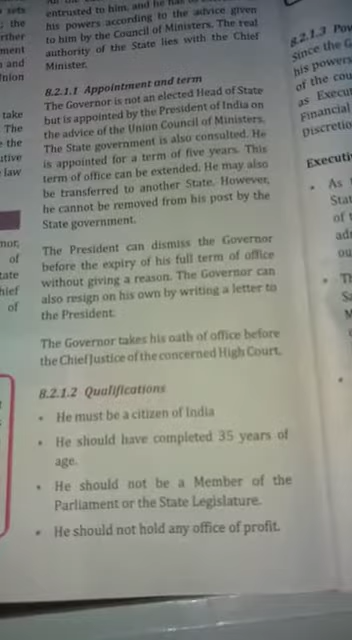 entrusted to him, and he has to
his powers according to the advice given
to him by the Council of Ministers. The real
authority of the State lies with the Chief
Minister.
8.2.1.1 Appointment and term
The Governor is not an elected Head of State
but is appointed by the President of India on
the advice of the Union Council of Ministers.
The State government is also consulted. He
is appointed for a term of five years. This
term of office can be extended. He may also
be transferred to another State. However,
he cannot be removed from his post by the
State government.
The President can dismiss the Governor
before the expiry of his full term of office
without giving a reason. The Governor can
also resign on his own by writing a letter to
the President.
The Governor takes his oath of office before
the Chief Justice of the concerned High Court.
8.2.1.2 Qualifications
• He must be a citizen of India
• He should have completed 35 years of
age.
• He should not be a Member of the
Parliament or the State Legislature.
• He should not hold any office of profit.
sets
the
and
take
The
the
law
of
of
8.2.1.3 Pow
Since the G
his powers
of the cou
as Execut
Financial
Discretio
Executi
• As
Stat
of
ou